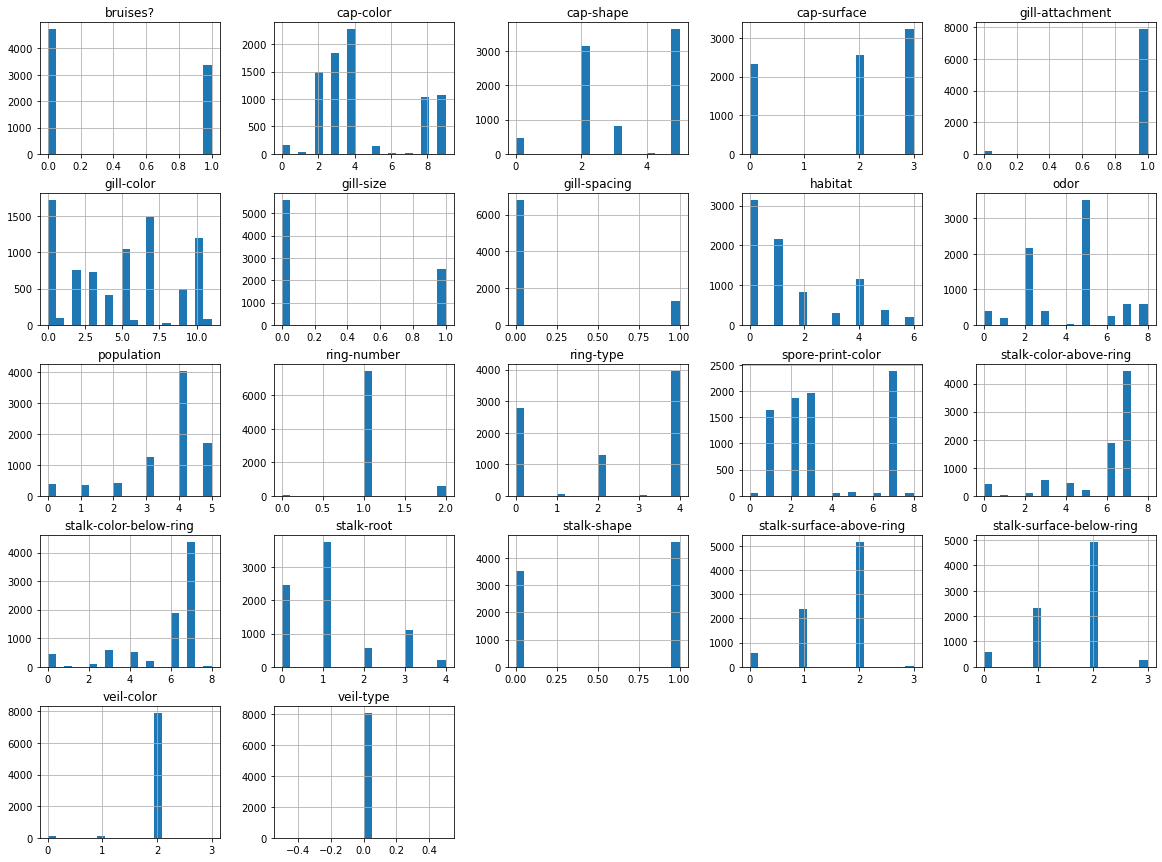 bruises? cap-color cap-shape cap-surface gill-attachment
5000 2000 3000 3000 8000
4000 1500 2000 2000 6000
3000 1000 1000 1000 4000
2000 500 0 0 2000
1000 0 0
0
0.0 0.2 0.4 0.6 0.8 1.0 0 2 4 6 8 0 2 4 0 1 2 3 0.0 0.2 0.4 0.6 0.8 1.0
gill-color gill-size gill-spacing habitat odor
1500 5000 6000 3000 3000
1000 4000 4000 2000 2000
500 3000 2000 1000 1000
0 2000 0 0 0
1000
0
0.0 2.5 5.0 7.5 10.0 0.0 0.2 0.4 0.6 0.8 1.0 0.00 0.25 0.50 0.75 1.00 0 2 4 6 0 2 4 6 8
population ring-number ring-type spore-print-color stalk-color-above-ring
4000 6000 4000 2500 4000
3000 4000 3000 2000 3000
2000 2000 2000 1500 2000
1000 0 1000 1000 1000
0 0 500 0
0
0 1 2 3 4 5 0.0 0.5 1.0 1.5 2.0 0 1 2 3 4 0 2 4 6 8 0 2 4 6 8
stalk-color-below-ring stalk-root stalk-shape stalk-surface-above-ring stalk-surface-below-ring
4000 3000 4000 5000 5000
3000 2000 3000 4000 4000
2000 1000 2000 3000 3000
1000 0 1000 2000 2000
0 0 1000 1000
0 0
0 2 4 6 8 0 1 2 3 4 0.00 0.25 0.50 0.75 1.00 0 1 2 3 0 1 2 3
veil-color veil-type
8000 8000
6000 6000
4000 4000
2000 2000
0 0
0 1 2 3 −0.4 −0.2 0.0 0.2 0.4